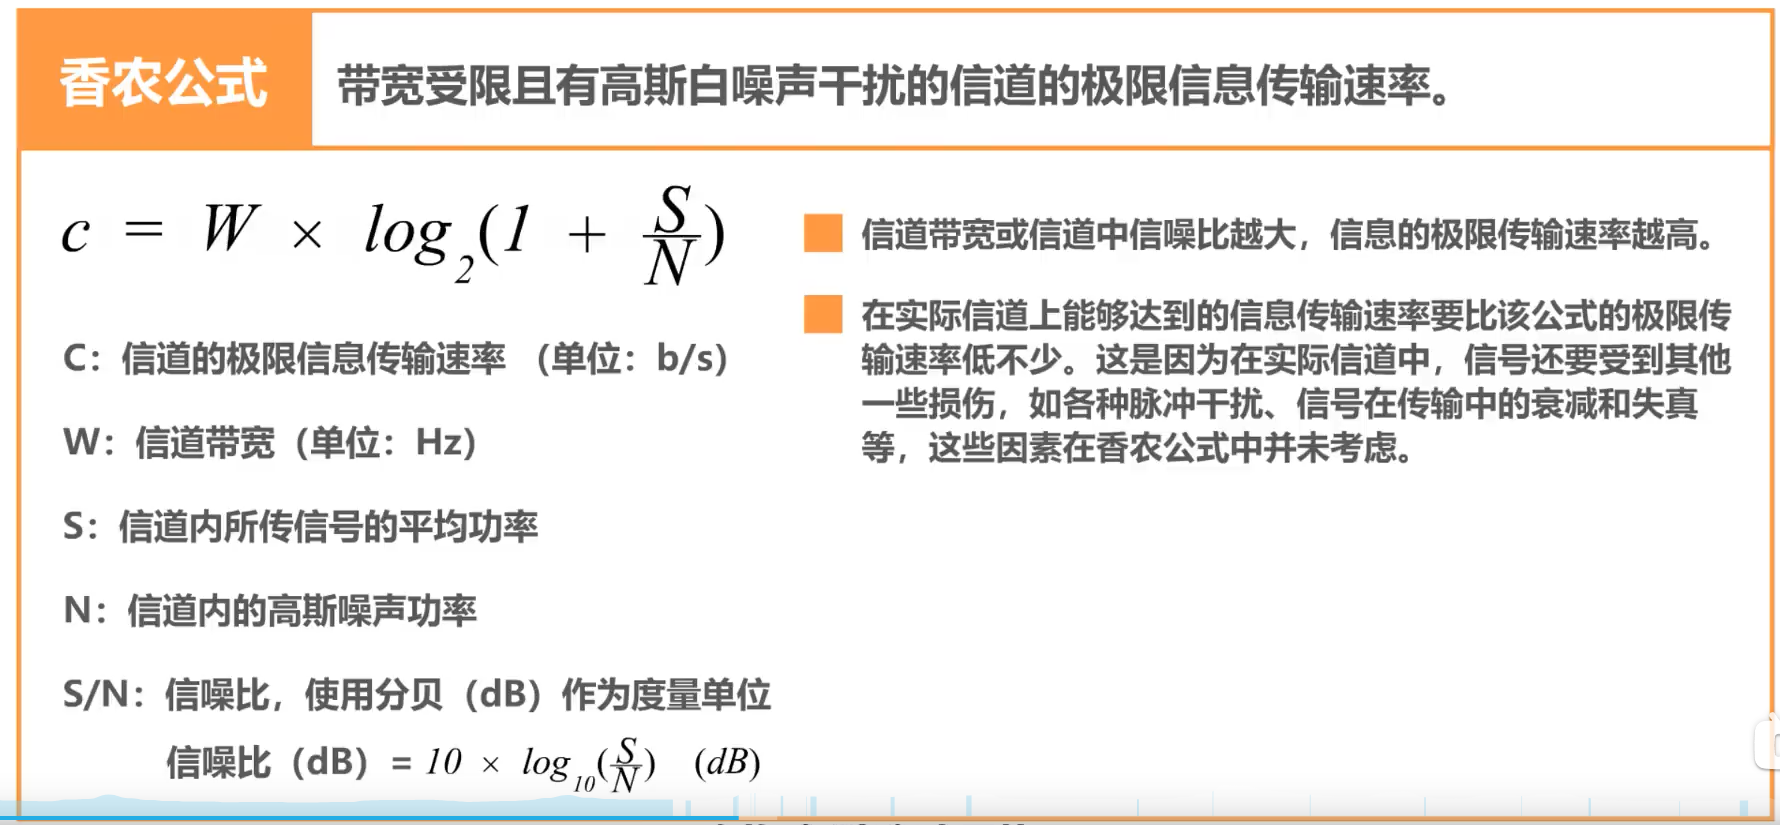 香农公式
带宽受限且有高斯白噪声干扰的信道的极限信息传输速率。
c = W × log₂(1 + S/N)
C：信道的极限信息传输速率 （单位：b/s）
W：信道带宽（单位：Hz）
S：信道内所传信号的平均功率
N：信道内的高斯噪声功率
S/N：信噪比，使用分贝（dB）作为度量单位
信噪比（dB）= 10 × log₁₀(S/N) (dB)
信道带宽或信道中信噪比越大，信息的极限传输速率越高。
在实际信道上能够达到的信息传输速率要比该公式的极限传
输速率低不少。这是因为在实际信道中，信号还要受到其他
一些损伤，如各种脉冲干扰、信号在传输中的衰减和失真
等，这些因素在香农公式中并未考虑。